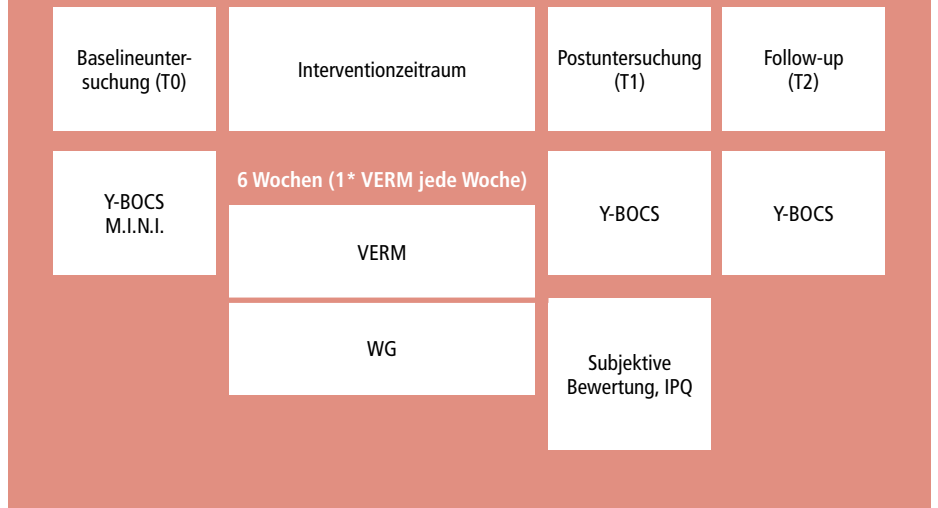 Baselineunter-
suchung (T0)
Interventionzeitraum
Postuntersuchung
(T1)
Follow-up
(T2)
Y-BOCS
M.I.N.I.
6 Wochen (1* VERM jede Woche)
VERM
WG
Y-BOCS
Subjektive
Bewertung, IPQ
Y-BOCS